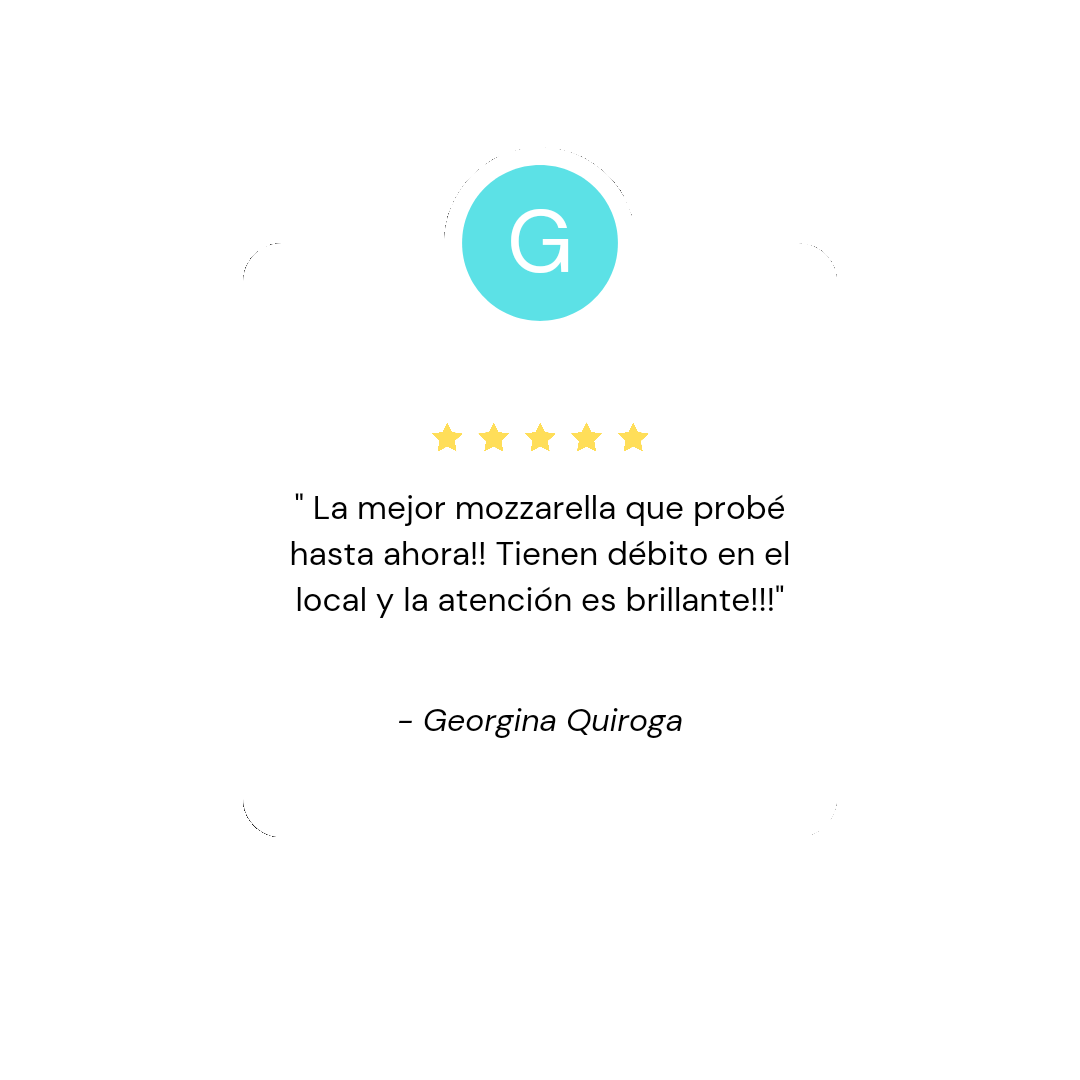 G
" La mejor mozzarella que probé
hasta ahora!! Tienen débito en el
local y la atención es brillante!!!"
- Georgina Quiroga